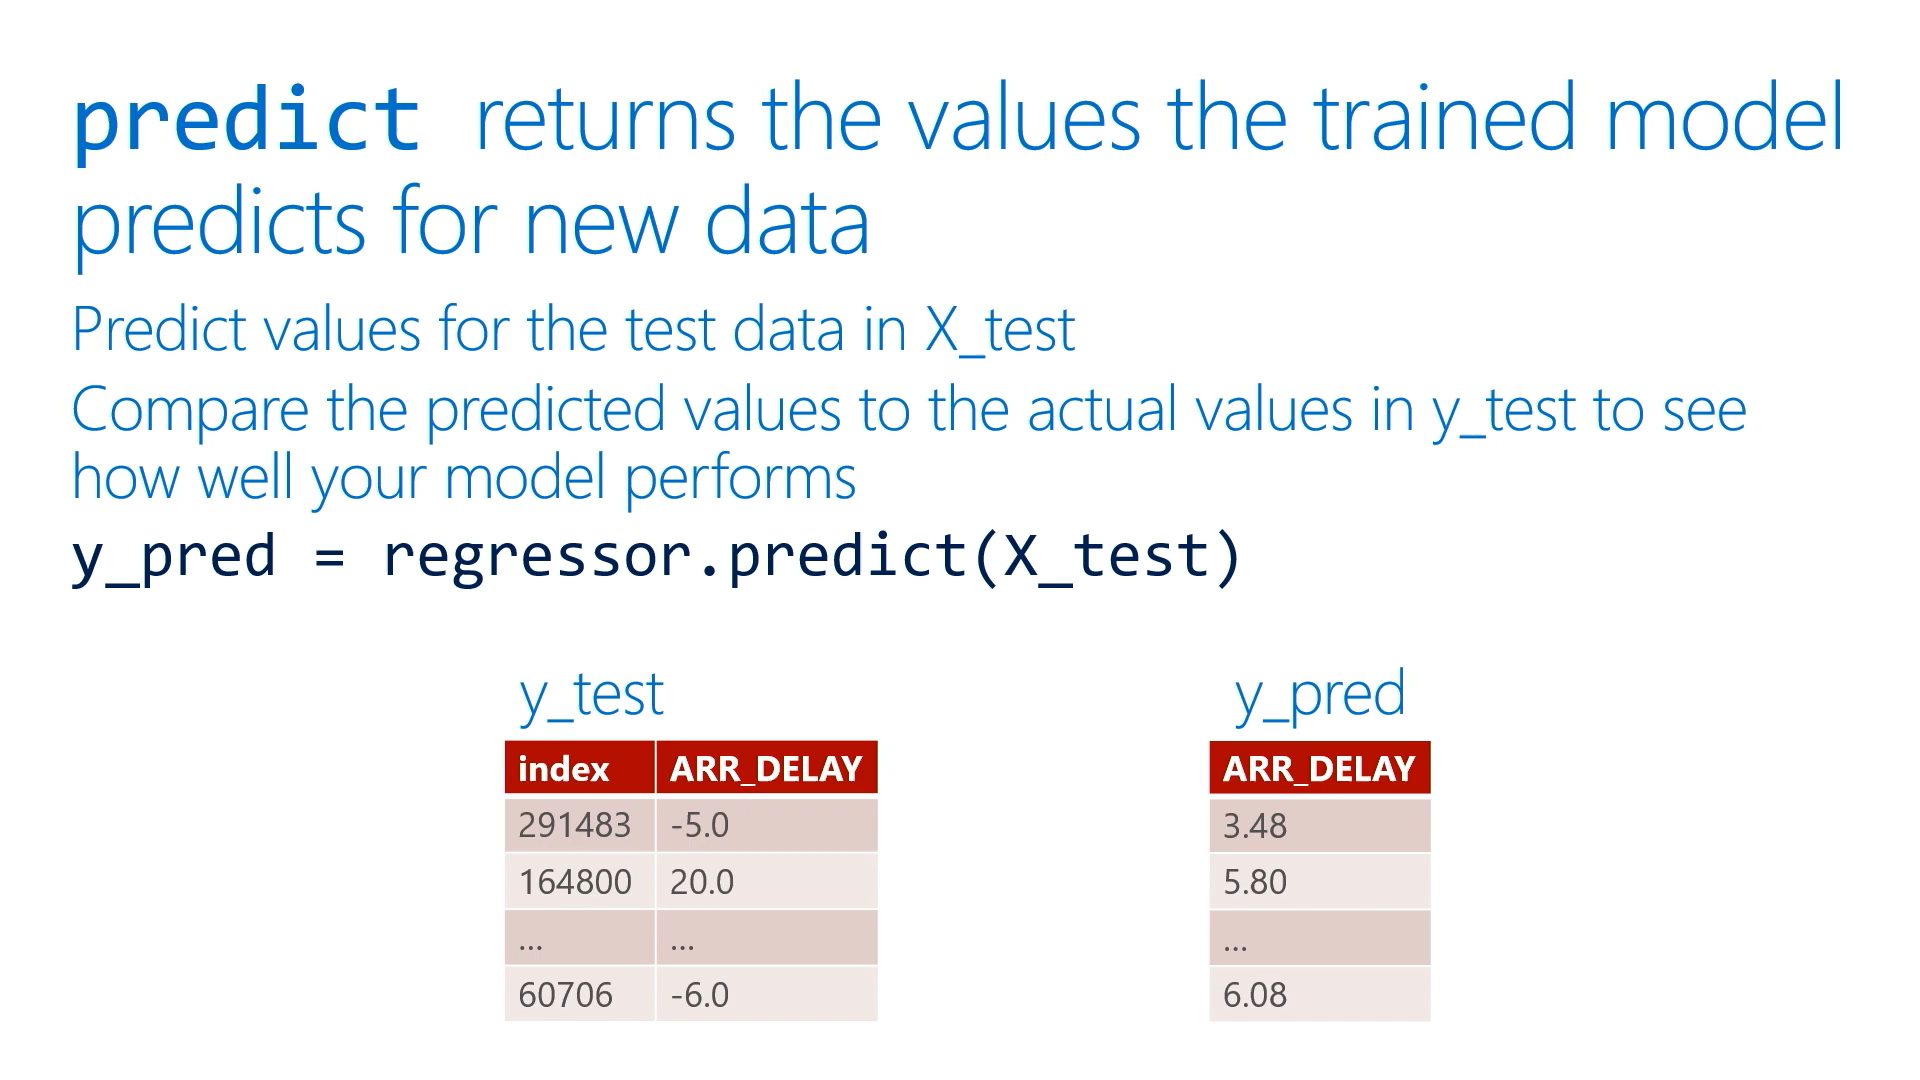 predict returns the values the trained model
predicts for new data
Predict values for the test data in X_test
Compare the predicted values to the actual values in y_test to see
how well your model performs
y_pred = regressor.predict(X_test)
y_test
index ARR_DELAY
291483 -5.0
164800 20.0
... ...
60706 -6.0
y_pred
ARR_DELAY
3.48
5.80
...
6.08